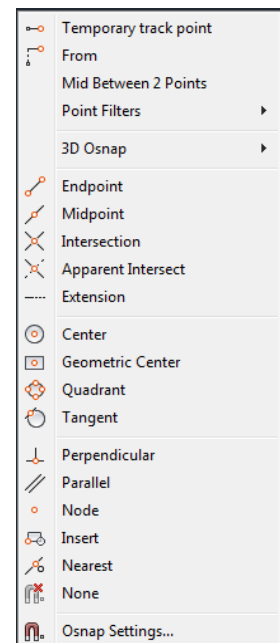 Temporary track point
From
Mid Between 2 Points
Point Filters
3D Osnap
Endpoint
Midpoint
Intersection
Apparent Intersect
Extension
Center
Geometric Center
Quadrant
Tangent
Perpendicular
Parallel
Node
Insert
Nearest
None
Osnap Settings...